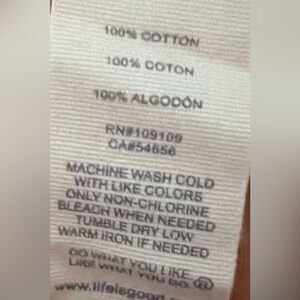 100% COTTON
100% COTON
100% ALGODÓN
RN#109109
CA#54656
MACHINE WASH COLD
WITH LIKE COLORS
ONLY NON-CHLORINE
BLEACH WHEN NEEDED
TUMBLE DRY LOW
WARM IRON IF NEEDED
DO WHAT YOU LIKE.
LIKE WHAT YOU DO.®
www.lifeisgood